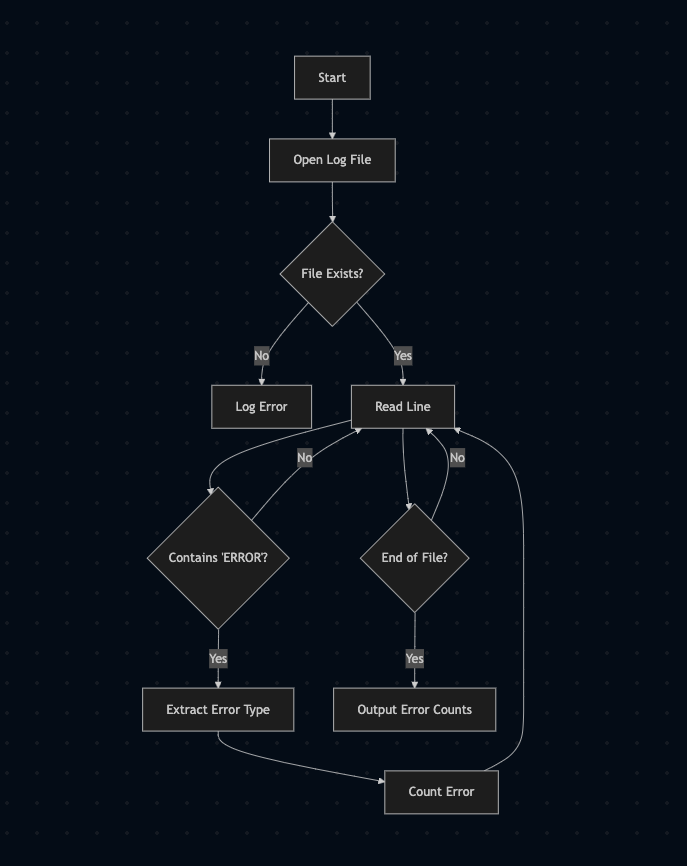 Start
Open Log File
File Exists?
No
Yes
Log Error
Read Line
No
No
Contains 'ERROR'?
End of File?
Yes
Yes
Extract Error Type
Output Error Counts
Count Error